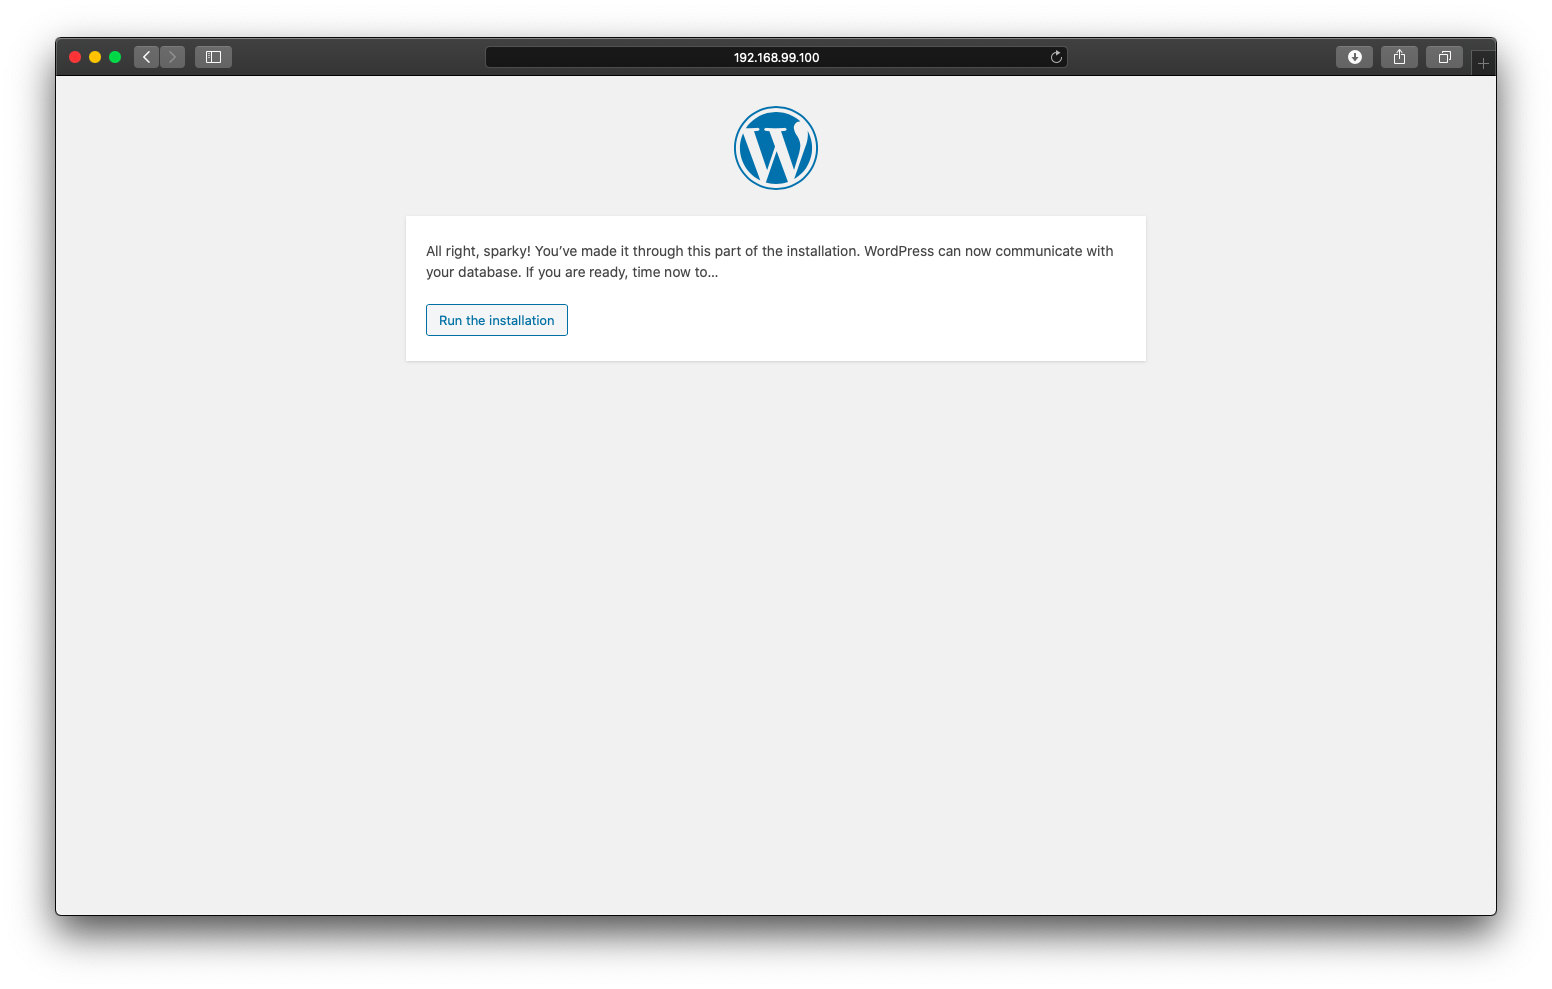 192.168.99.100
All right, sparky! You’ve made it through this part of the installation. WordPress can now communicate with
your database. If you are ready, time now to…
Run the installation